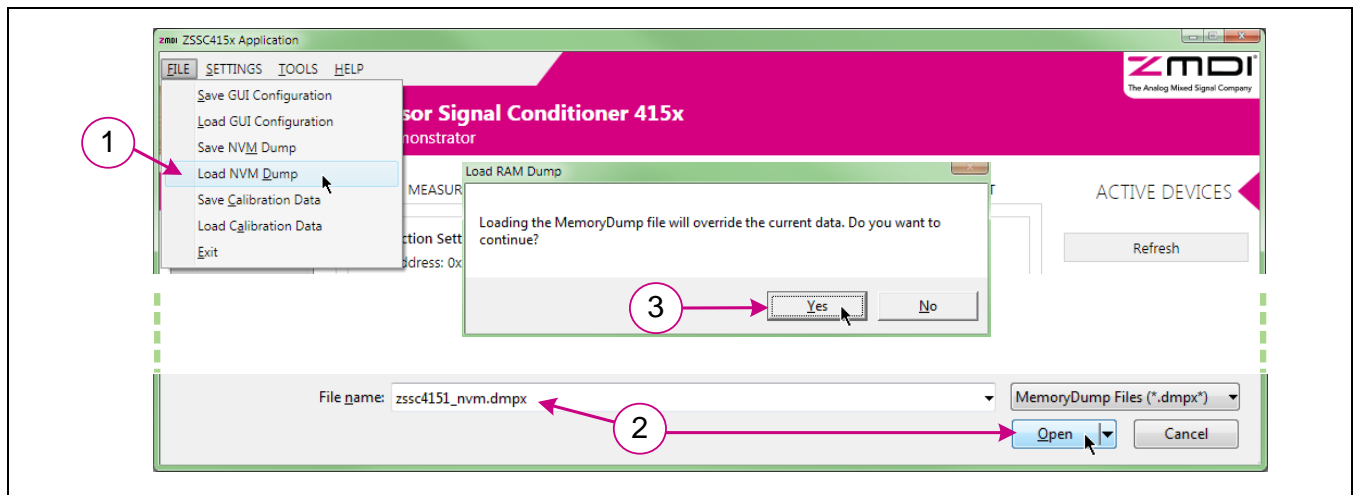 ZMDI ZSSC415x Application
FILE SETTINGS TOOLS HELP
ZMDI
The Analog Mixed Signal Company
Save GUI Configuration
Load GUI Configuration
Save NVM Dump
Load NVM Dump
Save Calibration Data
Load Calibration Data
Exit
1
sor Signal Conditioner 415x
monstrator
MEASUR
T
ACTIVE DEVICES
Refresh
ction Sett
ddress: 0x
Load RAM Dump
Loading the MemoryDump file will override the current data. Do you want to
continue?
3
Yes No
File name: zssc4151_nvm.dmpx MemoryDump Files (*.dmpx*)
2
Open Cancel